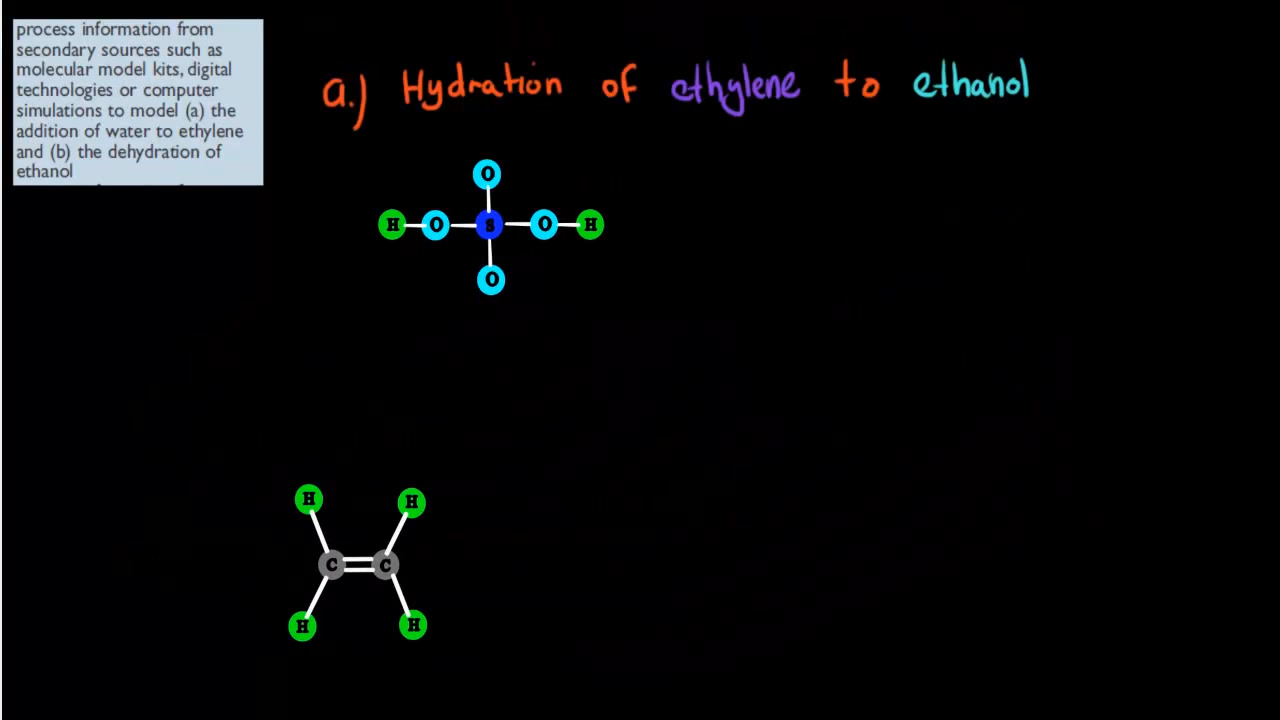 process information from
secondary sources such as
molecular model kits, digital
technologies or computer
simulations to model (a) the
addition of water to ethylene
and (b) the dehydration of
ethanol
a.) Hydration of ethylene to ethanol
O
H O S O H
O
H H
C C
H H